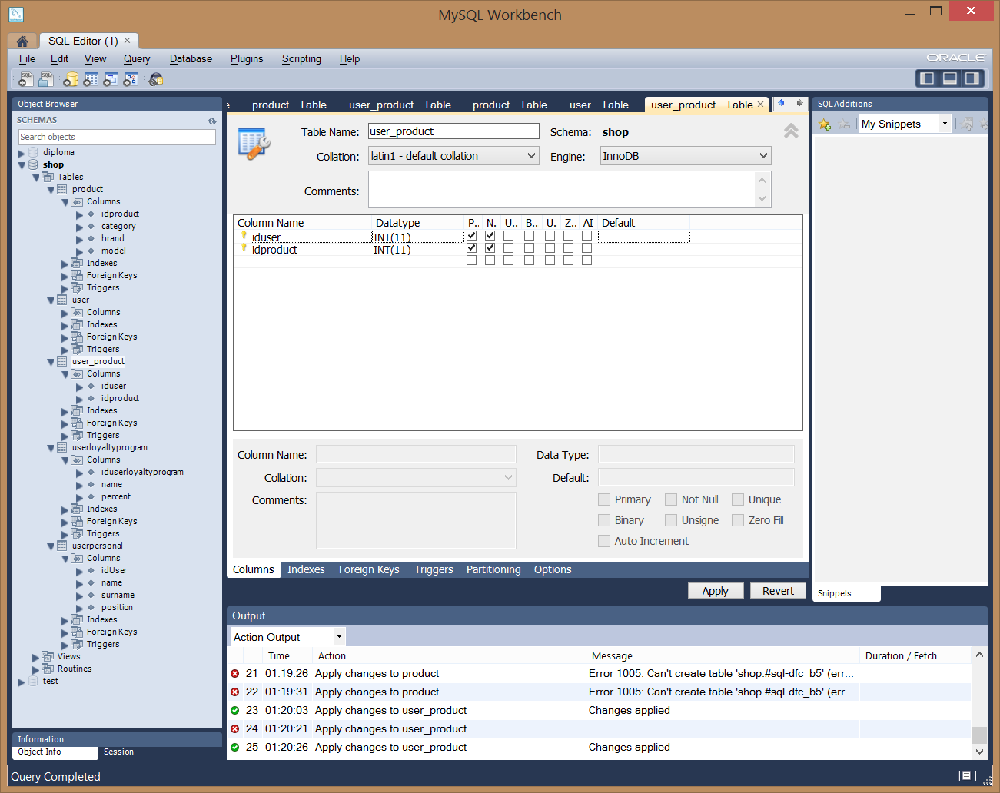 MySQL Workbench
SQL Editor (1)
File Edit View Query Database Plugins Scripting Help
ORACLE
Object Browser
SCHEMAS
Search objects
diploma
shop
Tables
product
Columns
idproduct
category
brand
model
Indexes
Foreign Keys
Triggers
user
Columns
Indexes
Foreign Keys
Triggers
user_product
Columns
iduser
idproduct
Indexes
Foreign Keys
Triggers
userloyaltyprogram
Columns
iduserloyaltyprogram
name
percent
Indexes
Foreign Keys
Triggers
userpersonal
Columns
idUser
name
surname
position
Indexes
Foreign Keys
Triggers
Views
Routines
test
Information
Object Info Session
e product - Table user_product - Table product - Table user - Table user_product - Table
Table Name: user_product Schema: shop
Collation: latin1 - default collation Engine: InnoDB
Comments:
Column Name Datatype P.. N. U.. B.. U. Z.. AI Default
iduser INT(11)
idproduct INT(11)
Column Name: Data Type:
Collation: Default:
Comments: Primary Not Null Unique
Binary Unsigne Zero Fill
Auto Increment
Columns Indexes Foreign Keys Triggers Partitioning Options
Apply Revert
SQLAdditions
My Snippets
Snippets
Output
Action Output
Time Action Message Duration / Fetch
21 01:19:26 Apply changes to product Error 1005: Can't create table 'shop.#sql-dfc_b5' (err...
22 01:19:31 Apply changes to product Error 1005: Can't create table 'shop.#sql-dfc_b5' (err...
23 01:20:03 Apply changes to user_product Changes applied
24 01:20:21 Apply changes to user_product
25 01:20:26 Apply changes to user_product Changes applied
Query Completed